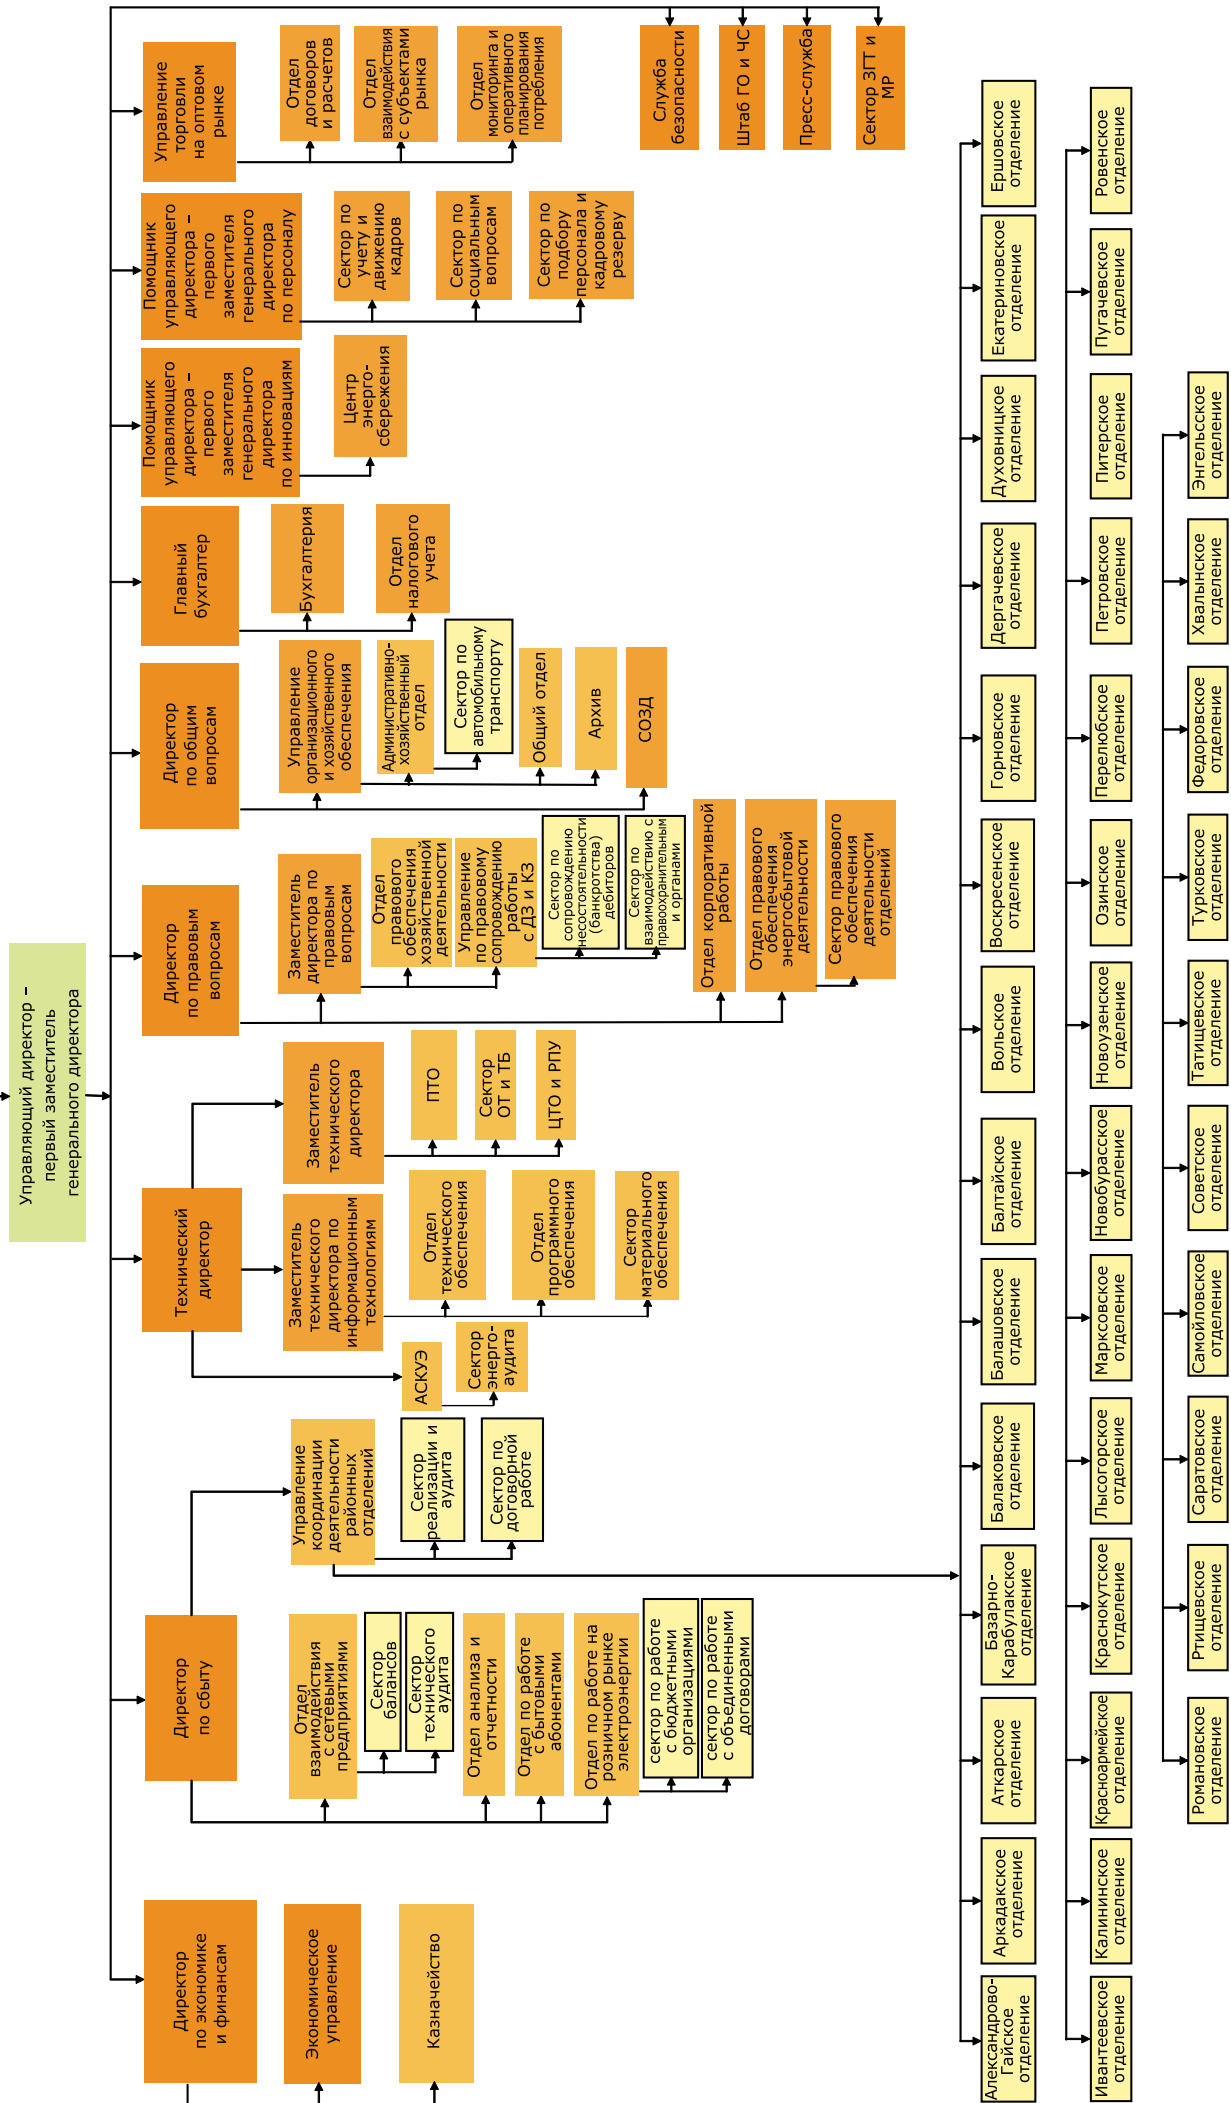 Управляющий директор –
первый заместитель
генерального директора
Директор
по экономике
и финансам
Экономическое
управление
Казначейство
Директор
по сбыту
Отдел
взаимодействия
с сетевыми
предприятиями
Сектор
балансов
Сектор
технического
аудита
Отдел анализа и
отчетности
Отдел по работе
с бытовыми
абонентами
Отдел по работе на
розничном рынке
электроэнергии
сектор по работе
с бюджетными
организациями
сектор по работе
с объединенными
договорами
Управление
координации
деятельности
районных
отделений
Сектор
реализации и
аудита
Сектор по
договорной
работе
Технический
директор
АСКУЭ
Сектор
энерго-
аудита
Заместитель
технического
директора по
информационным
технологиям
Отдел
технического
обеспечения
Отдел
программного
обеспечения
Сектор
материального
обеспечения
Заместитель
технического
директора
ПТО
Сектор
ОТ и ТБ
ЦТО и РПУ
Директор
по правовым
вопросам
Заместитель
директора по
правовым
вопросам
Отдел
правового
обеспечения
хозяйственной
деятельности
Управление
по правовому
сопровождению
работы
с ДЗ и КЗ
Сектор по
сопровождению
несостоятельности
(банкротства)
дебиторов
Сектор по
взаимодействию с
правоохранительным
и органами
Отдел корпоративной
работы
Отдел правового
обеспечения
энергосбытовой
деятельности
Сектор правового
обеспечения
деятельности
отделений
Директор
по общим
вопросам
Управление
организационного
и хозяйственного
обеспечения
Административно-
хозяйственный
отдел
Сектор по
автомобильному
транспорту
Общий отдел
Архив
СОЗД
Главный
бухгалтер
Бухгалтерия
Отдел
налогового
учета
Помощник
управляющего
директора –
первого
заместителя
генерального
директора
по инновациям
Центр
энерго-
сбережения
Помощник
управляющего
директора –
первого
заместителя
генерального
директора
по персоналу
Сектор по
учету и
движению
кадров
Сектор по
социальным
вопросам
Сектор по
подбору
персонала и
кадровому
резерву
Управление
торговли
на оптовом
рынке
Отдел
договоров
и расчетов
Отдел
взаимодействия
с субъектами
рынка
Отдел
мониторинга и
оперативного
планирования
потребления
Служба
безопасности
Штаб ГО и ЧС
Пресс-служба
Сектор ЗГТ и
МР
Александрово-
Гайское
отделение
Аркадакское
отделение
Аткарское
отделение
Базарно-
Карабулакское
отделение
Балаковское
отделение
Балашовское
отделение
Балтайское
отделение
Вольское
отделение
Воскресенское
отделение
Горновское
отделение
Дергачевское
отделение
Духовницкое
отделение
Екатериновское
отделение
Ершовское
отделение
Ивантеевское
отделение
Калининское
отделение
Красноармейское
отделение
Краснокутское
отделение
Лысогорское
отделение
Марксовское
отделение
Новобурасское
отделение
Новоузенское
отделение
Озинское
отделение
Перелюбское
отделение
Петровское
отделение
Питерское
отделение
Пугачевское
отделение
Ровенское
отделение
Романовское
отделение
Ртищевское
отделение
Саратовское
отделение
Самойловское
отделение
Советское
отделение
Татищевское
отделение
Турковское
отделение
Федоровское
отделение
Хвалынское
отделение
Энгельсское
отделение